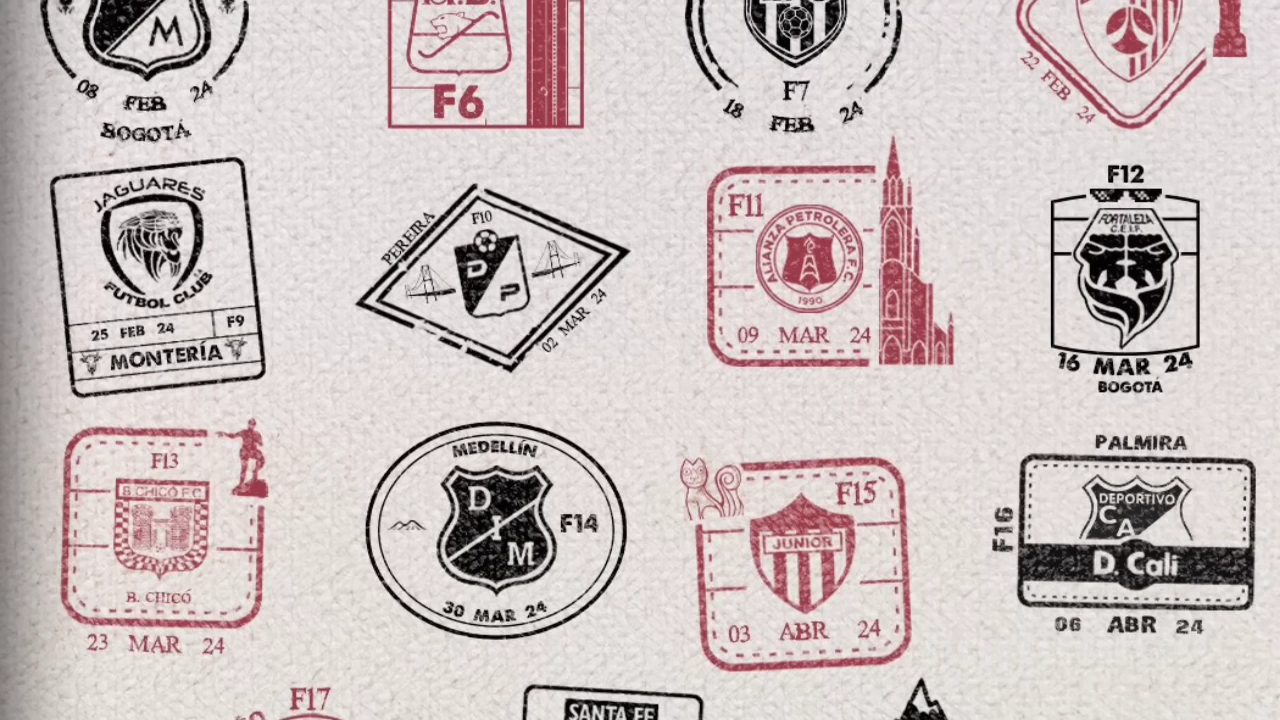 M
08 FEB 24
BOGOTÁ
F6
F7
18 FEB 24
22 FEB 24
JAGUARES
FUTBOL CLUB
25 FEB 24 F9
MONTERÍA
PEREIRA
F10
D
P
02 MAR 24
F11
ALIANZA PETROLERA F.C.
1990
09 MAR 24
F12
FORTALEZA
C.E.I.F.
16 MAR 24
BOGOTÁ
F13
B. CHICÓ F.C
B. CHICÓ
23 MAR 24
MEDELLÍN
D
I
M
F14
30 MAR 24
F15
JUNIOR
03 ABR 24
PALMIRA
F16
DEPORTIVO
C
A
D. Cali
06 ABR 24
F17
SANTA FE